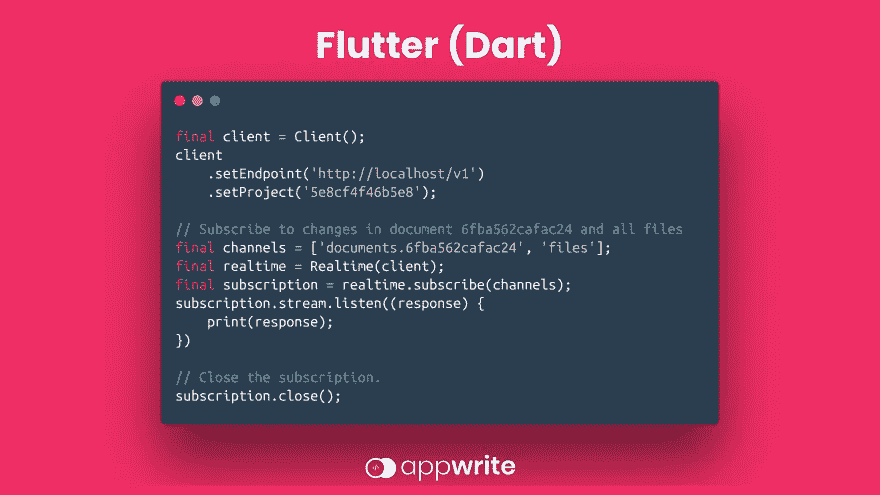 Flutter (Dart)
final client = Client();
client
    .setEndpoint('http://localhost/v1')
    .setProject('5e8cf4f46b5e8');

// Subscribe to changes in document 6fba562cafac24 and all files
final channels = ['documents.6fba562cafac24', 'files'];
final realtime = Realtime(client);
final subscription = realtime.subscribe(channels);
subscription.stream.listen((response) {
    print(response);
})

// Close the subscription.
subscription.close();
appwrite